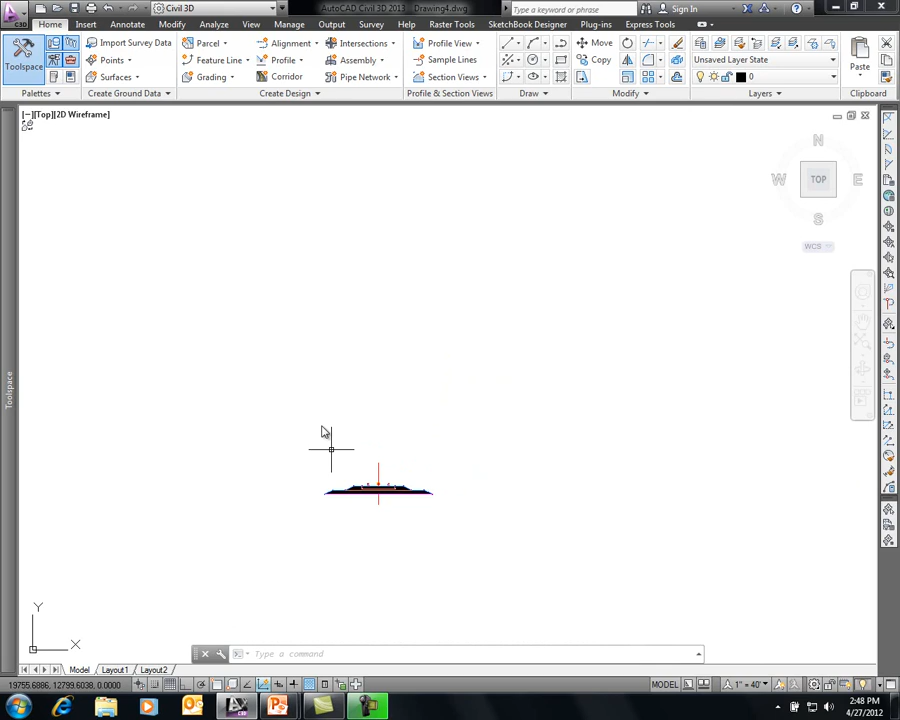 Civil 3D
AutoCAD Civil 3D 2013 Drawing4.dwg
Type a keyword or phrase
Sign In
C3D
Home Insert Annotate Modify Analyze View Manage Output Survey Raster Tools SketchBook Designer Plug-ins Express Tools
Toolspace
Import Survey Data
Points
Surfaces
Parcel
Feature Line
Grading
Alignment
Profile
Corridor
Intersections
Assembly
Pipe Network
Profile View
Sample Lines
Section Views
Move
Copy
Unsaved Layer State
0
Paste
Palettes Create Ground Data Create Design Profile & Section Views Draw Modify Layers Clipboard
[−][Top][2D Wireframe]
N
W TOP E
S
WCS
Toolspace
Y
X
Type a command
Model Layout1 Layout2
19755.6886, 12799.6038, 0.0000
MODEL
1" = 40'
2:48 PM
4/27/2012